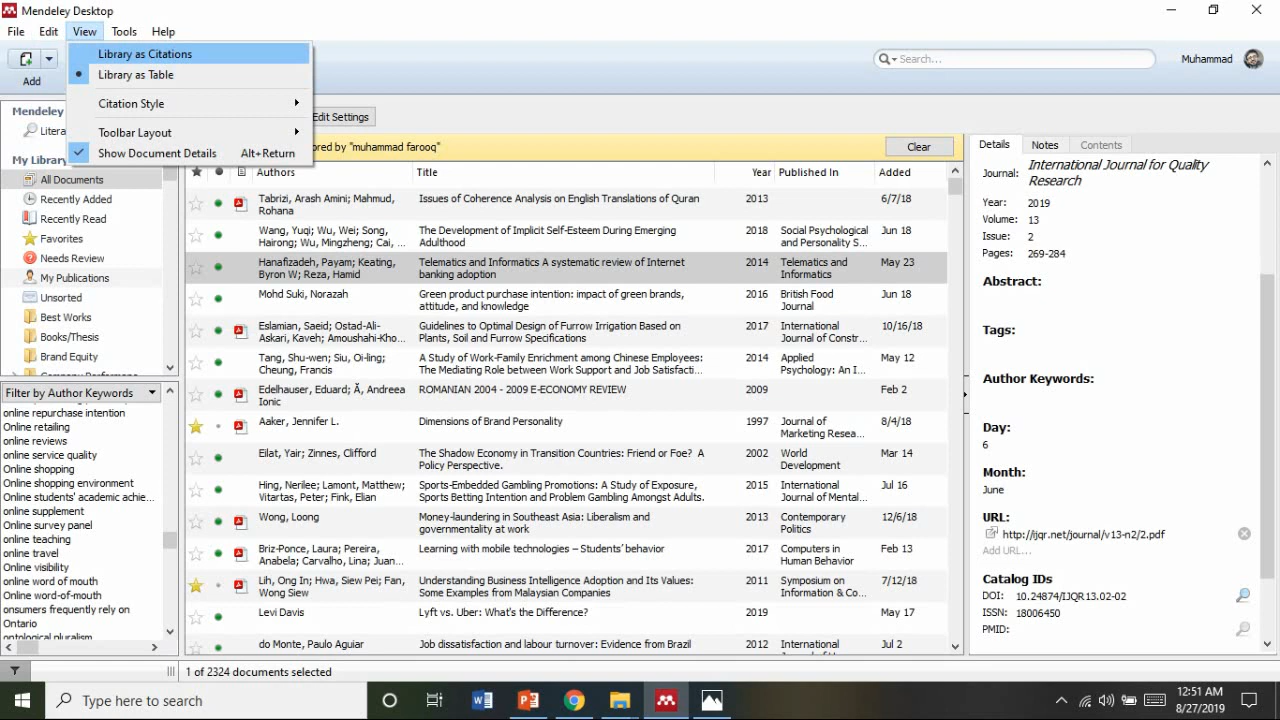 Mendeley Desktop
File Edit View Tools Help
Library as Citations
Library as Table
Citation Style
Toolbar Layout
Show Document Details Alt+Return
Add
Search...
Muhammad
Mendeley
Litera
My Library
All Documents
Recently Added
Recently Read
Favorites
Needs Review
My Publications
Unsorted
Best Works
Books/Thesis
Brand Equity
Company Performance
Filter by Author Keywords
online repurchase intention
Online retailing
online reviews
online service quality
Online shopping
Online shopping environment
Online students' academic achie...
online supplement
Online survey panel
online teaching
online travel
Online visibility
online word of mouth
Online word-of-mouth
onsumers frequently rely on
Ontario
ontological pluralism
Edit Settings
ored by "muhammad farooq"
Clear
Authors Title Year Published In Added
Tabrizi, Arash Amini; Mahmud, Issues of Coherence Analysis on English Translations of Quran 2013 6/7/18
Rohana
Wang, Yuqi; Wu, Wei; Song, The Development of Implicit Self-Esteem During Emerging 2018 Social Psychological Jun 18
Hairong; Wu, Mingzheng; Cai, ... Adulthood and Personality S...
Hanafizadeh, Payam; Keating, Telematics and Informatics A systematic review of Internet 2014 Telematics and May 23
Byron W; Reza, Hamid banking adoption Informatics
Mohd Suki, Norazah Green product purchase intention: impact of green brands, 2016 British Food Jun 18
attitude, and knowledge Journal
Eslamian, Saeid; Ostad-Ali- Guidelines to Optimal Design of Furrow Irrigation Based on 2017 International 10/16/18
Askari, Kaveh; Amoushahi-Kho... Plants, Soil and Furrow Specifications Journal of Constr...
Tang, Shu-wen; Siu, Oi-ling; A Study of Work-Family Enrichment among Chinese Employees: 2014 Applied May 12
Cheung, Francis The Mediating Role between Work Support and Job Satisfacti... Psychology: An I...
Edelhauser, Eduard; Ă, Andreea ROMANIAN 2004 - 2009 E-ECONOMY REVIEW 2009 Feb 2
Ionic
Aaker, Jennifer L. Dimensions of Brand Personality 1997 Journal of 8/4/18
Marketing Resea...
Eilat, Yair; Zinnes, Clifford The Shadow Economy in Transition Countries: Friend or Foe? A 2002 World Mar 14
Policy Perspective. Development
Hing, Nerilee; Lamont, Matthew; Sports-Embedded Gambling Promotions: A Study of Exposure, 2015 International Jul 16
Vitartas, Peter; Fink, Elian Sports Betting Intention and Problem Gambling Amongst Adults. Journal of Mental...
Wong, Loong Money-laundering in Southeast Asia: Liberalism and 2013 Contemporary 12/6/18
governmentality at work Politics
Briz-Ponce, Laura; Pereira, Learning with mobile technologies – Students' behavior 2017 Computers in Feb 13
Anabela; Carvalho, Lina; Juan... Human Behavior
Lih, Ong In; Hwa, Siew Pei; Fan, Understanding Business Intelligence Adoption and Its Values: 2011 Symposium on 7/12/18
Wong Siew Some Examples from Malaysian Companies Information & Co...
Levi Davis Lyft vs. Uber: What's the Difference? 2019 May 17
do Monte, Paulo Aguiar Job dissatisfaction and labour turnover: Evidence from Brazil 2012 International Jul 2
Details Notes Contents
Journal: International Journal for Quality
Research
Year: 2019
Volume: 13
Issue: 2
Pages: 269-284
Abstract:
Tags:
Author Keywords:
Day:
6
Month:
June
URL:
http://ijqr.net/journal/v13-n2/2.pdf
Add URL...
Catalog IDs
DOI: 10.24874/IJQR13.02-02
ISSN: 18006450
PMID:
1 of 2324 documents selected
Type here to search
12:51 AM
8/27/2019